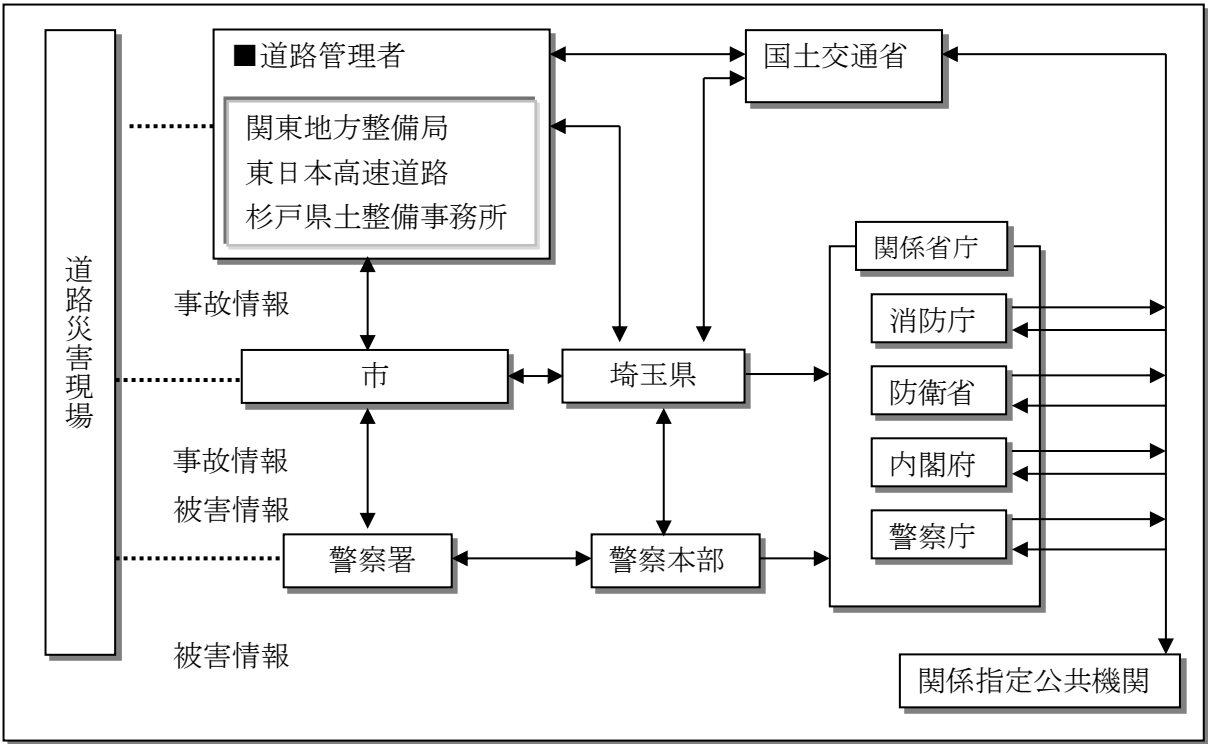 ■道路管理者
国土交通省
関東地方整備局
東日本高速道路
杉戸県土整備事務所
道路災害現場
関係省庁
事故情報
消防庁
市
埼玉県
防衛省
事故情報
内閣府
被害情報
警察庁
警察署
警察本部
被害情報
関係指定公共機関